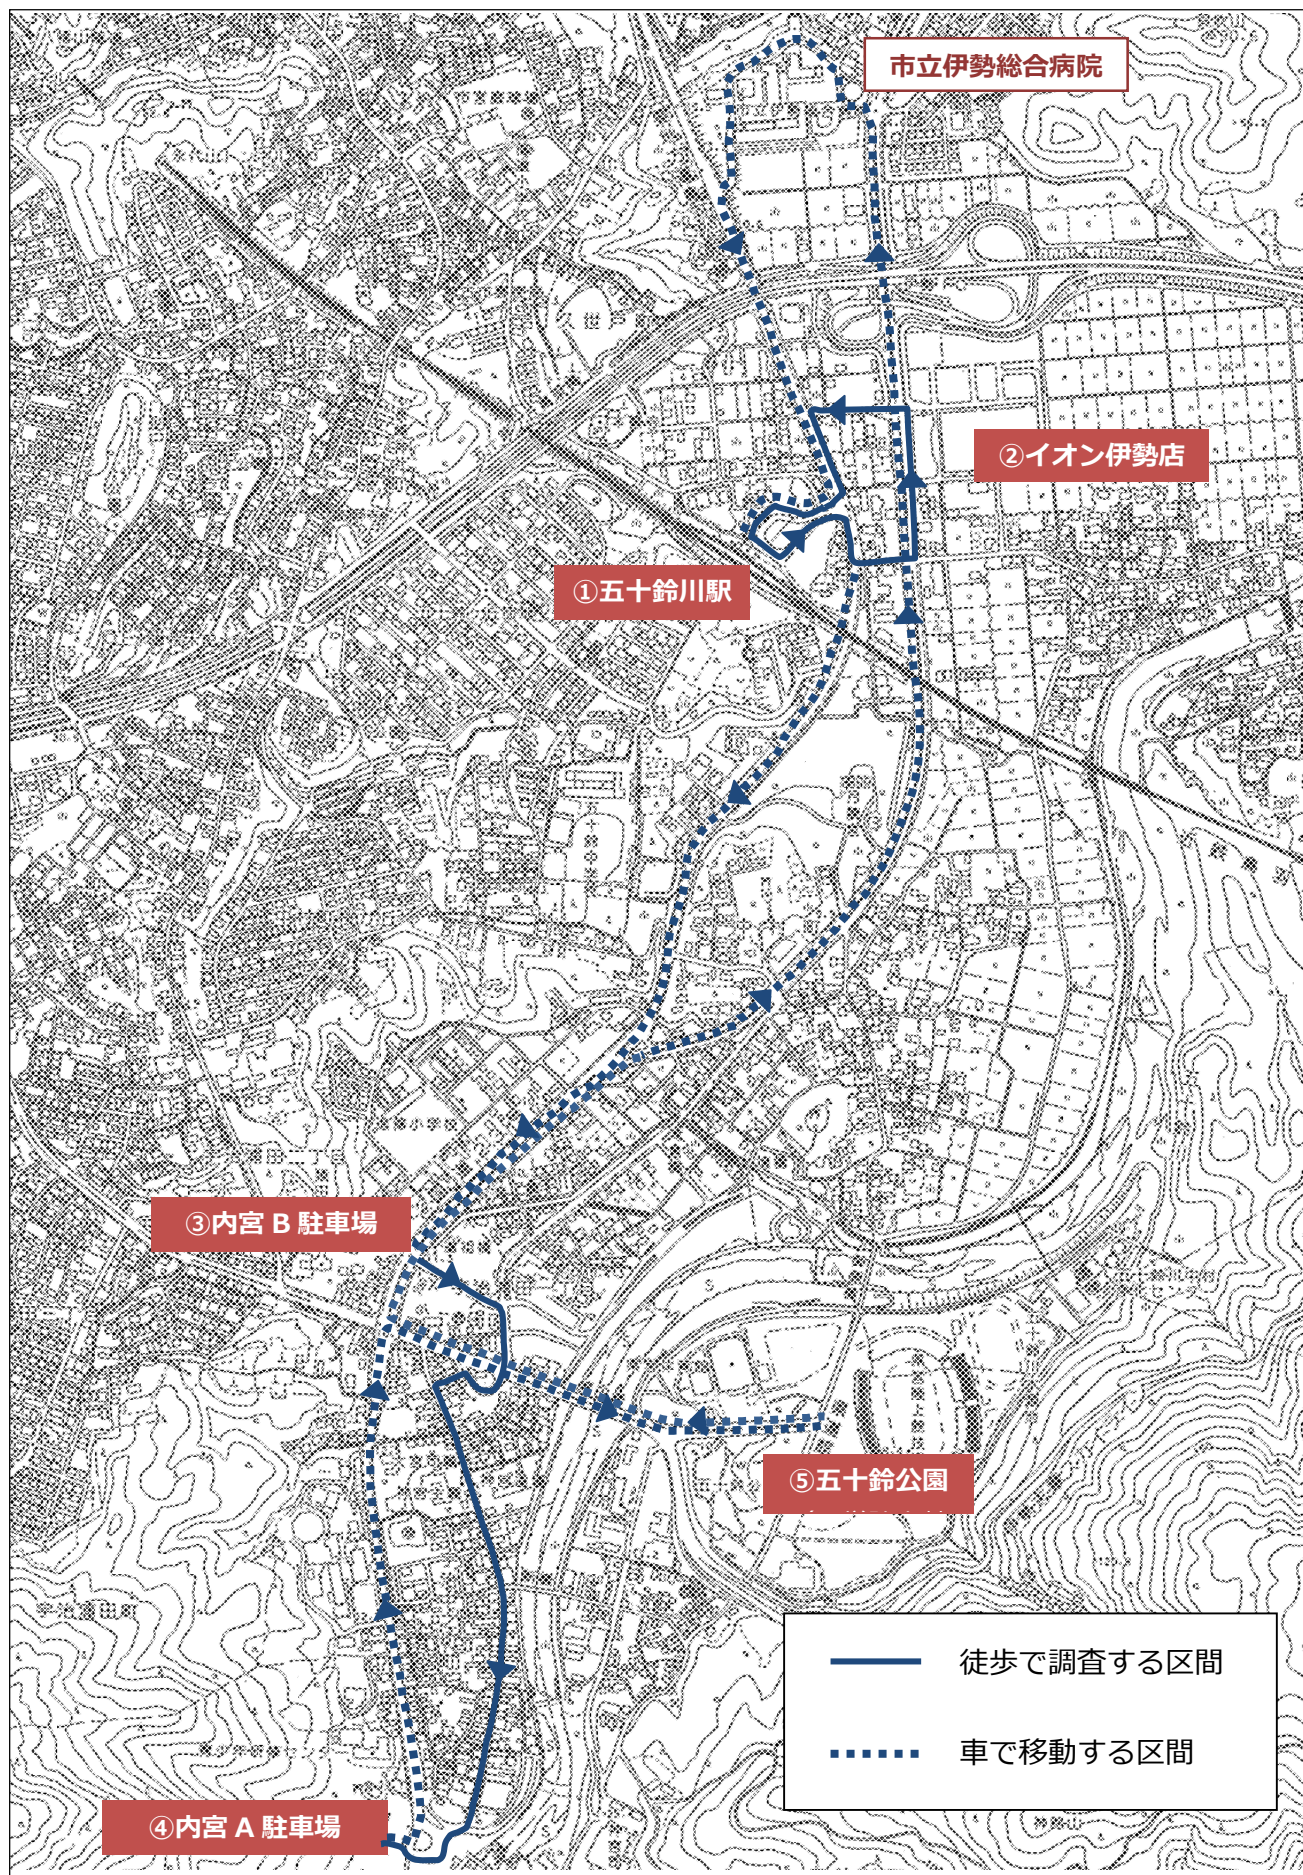 市立伊勢総合病院
②イオン伊勢店
①五十鈴川駅
③内宮 B 駐車場
⑤五十鈴公園
徒歩で調査する区間
車で移動する区間
④内宮 A 駐車場